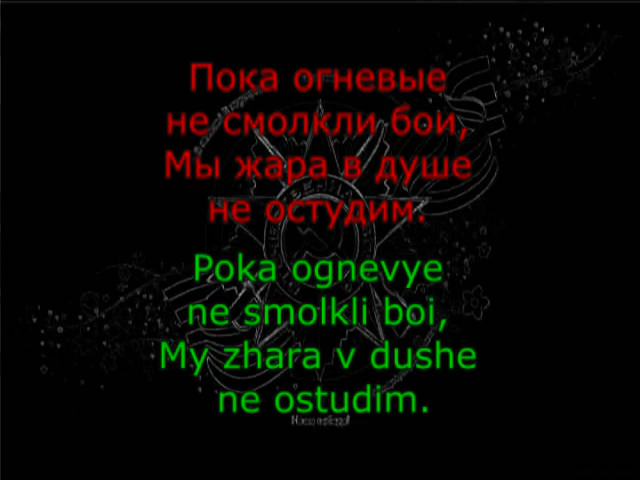 Пока огневые
не смолкли бои,
Мы жара в душе
не остудим.
Poka ognevye
ne smolkli boi,
My zhara v dushe
ne ostudim.